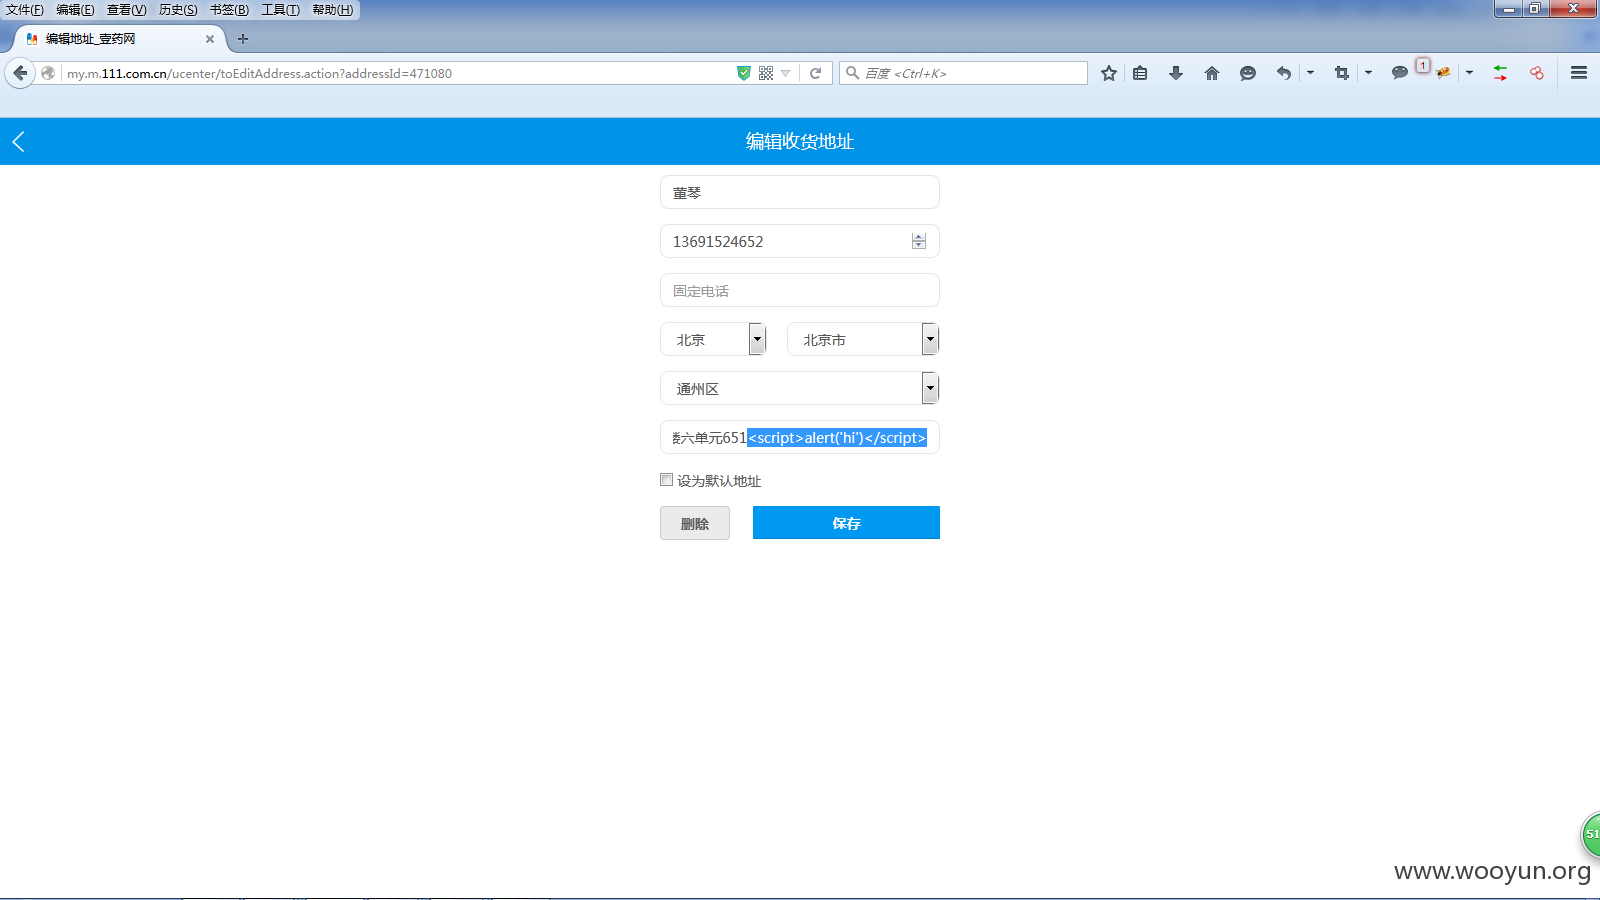 文件(F) 编辑(E) 查看(V) 历史(S) 书签(B) 工具(T) 帮助(H)
编辑地址_壹药网
my.m.111.com.cn/ucenter/toEditAddress.action?addressId=471080
百度 <Ctrl+K>
1
编辑收货地址
董琴
13691524652
固定电话
北京 北京市
通州区
楼六单元651<script>alert('hi')</script>
设为默认地址
删除 保存
51
www.wooyun.org